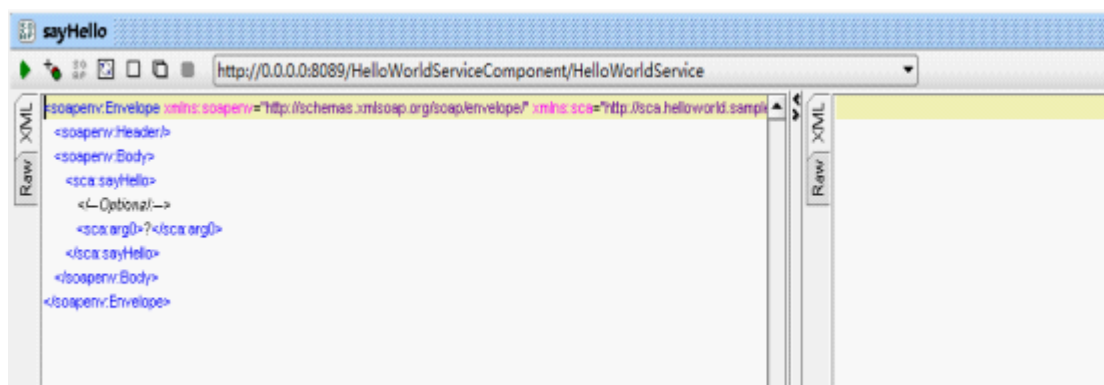 sayHello
http://0.0.0.0:8089/HelloWorldServiceComponent/HelloWorldService
XML
Raw
<soapenv:Envelope xmlns:soapenv="http://schemas.xmlsoap.org/soap/envelope/" xmlns:sca="http://sca.helloworld.sample
<soapenv:Header/>
<soapenv:Body>
<sca:sayHello>
<!--Optional:-->
<sca:arg0>?</sca:arg0>
</sca:sayHello>
</soapenv:Body>
</soapenv:Envelope>
XML
Raw